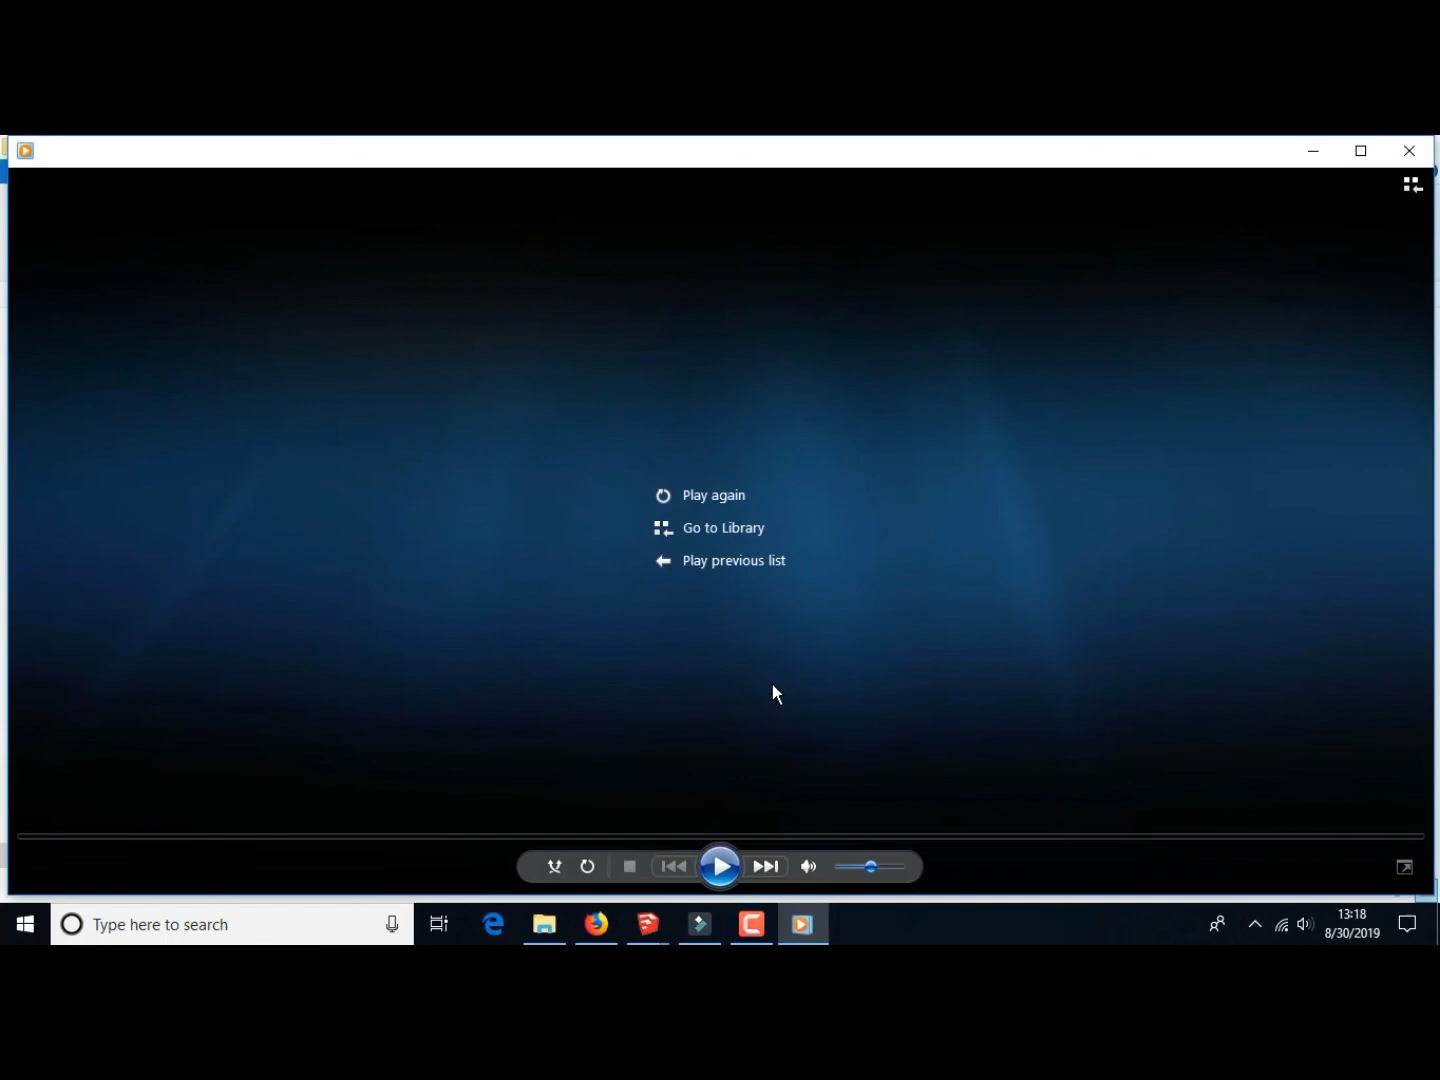 Play again
Go to Library
Play previous list
Type here to search
13:18
8/30/2019